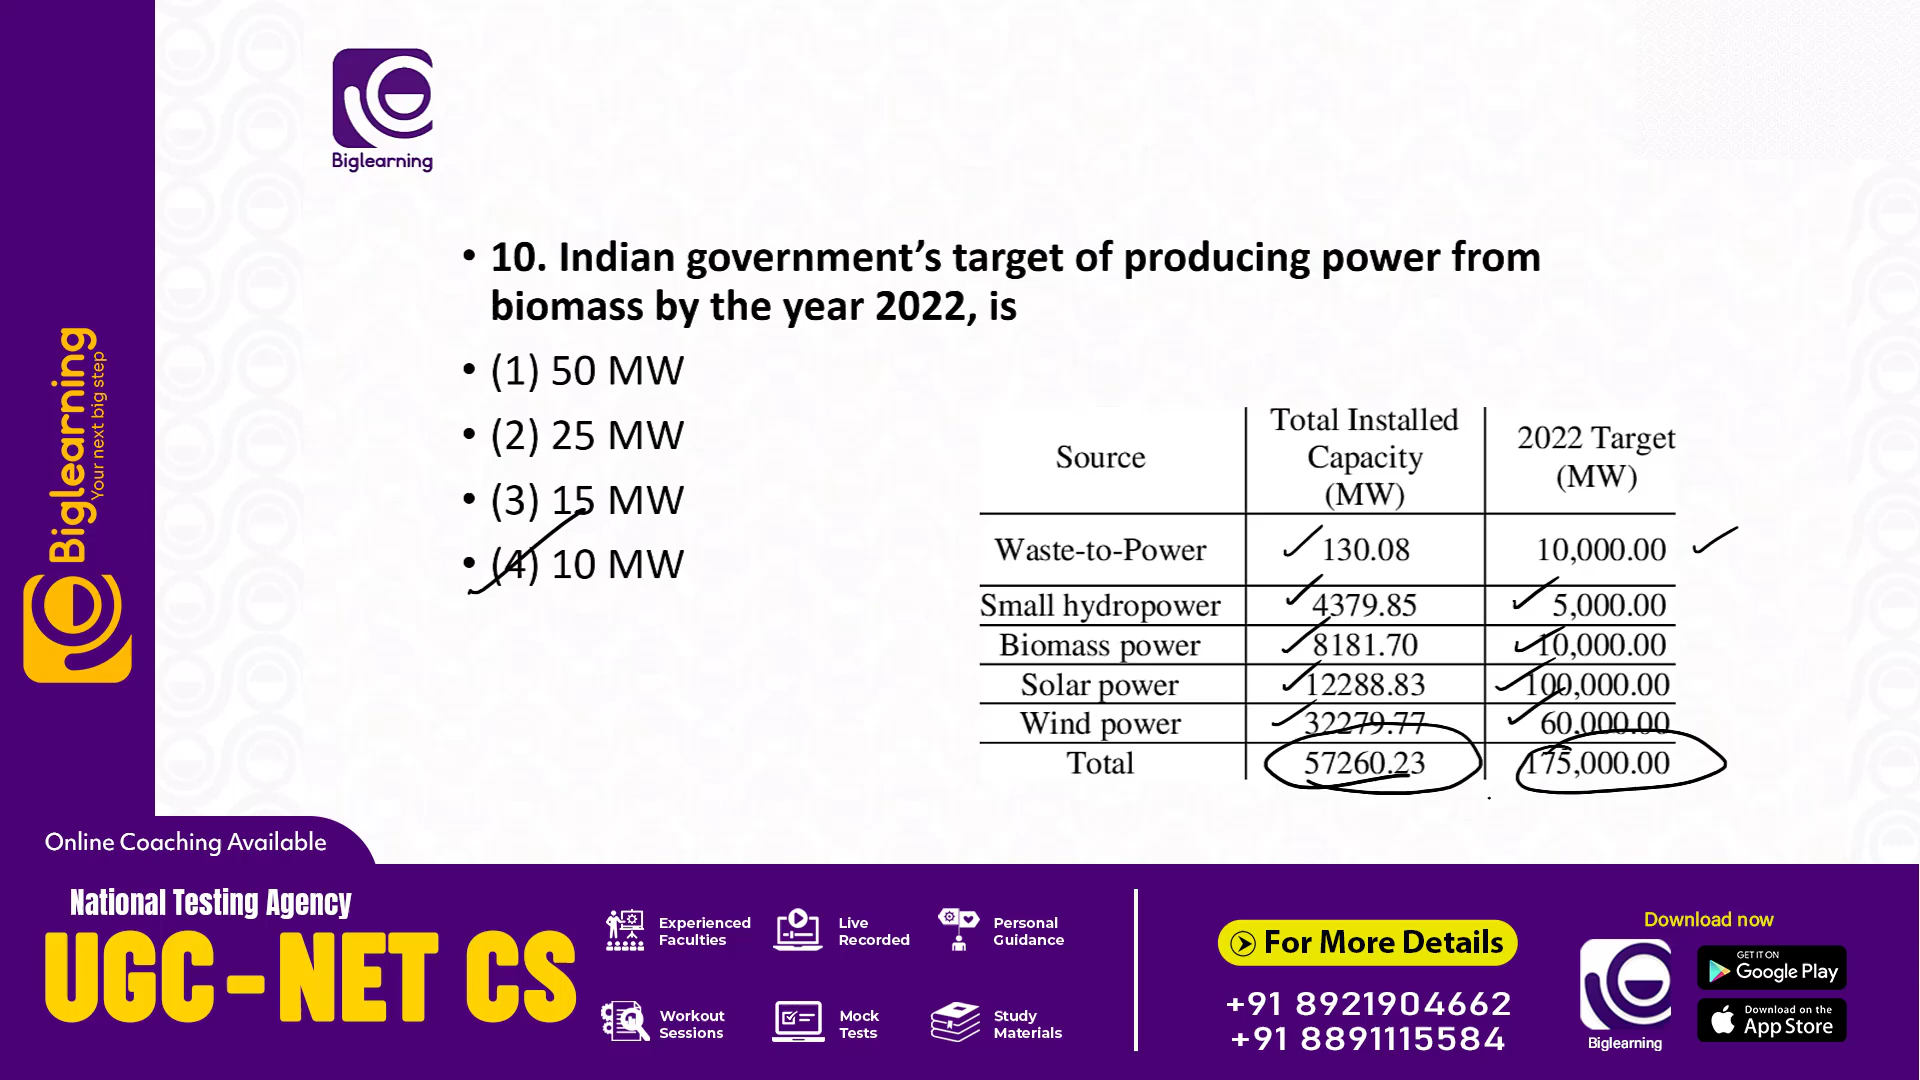 Biglearning
• 10. Indian government’s target of producing power from
biomass by the year 2022, is
• (1) 50 MW
• (2) 25 MW
• (3) 15 MW
• (4) 10 MW
Source Total Installed Capacity (MW) 2022 Target (MW)
Waste-to-Power 130.08 10,000.00
Small hydropower 4379.85 5,000.00
Biomass power 8181.70 10,000.00
Solar power 12288.83 100,000.00
Wind power 32279.77 60,000.00
Total 57260.23 175,000.00
Biglearning
Your next big step
Online Coaching Available
National Testing Agency
UGC-NET CS
Experienced
Faculties
Live
Recorded
Personal
Guidance
Workout
Sessions
Mock
Tests
Study
Materials
For More Details
+91 8921904662
+91 8891115584
Download now
Biglearning
GET IT ON
Google Play
Download on the
App Store